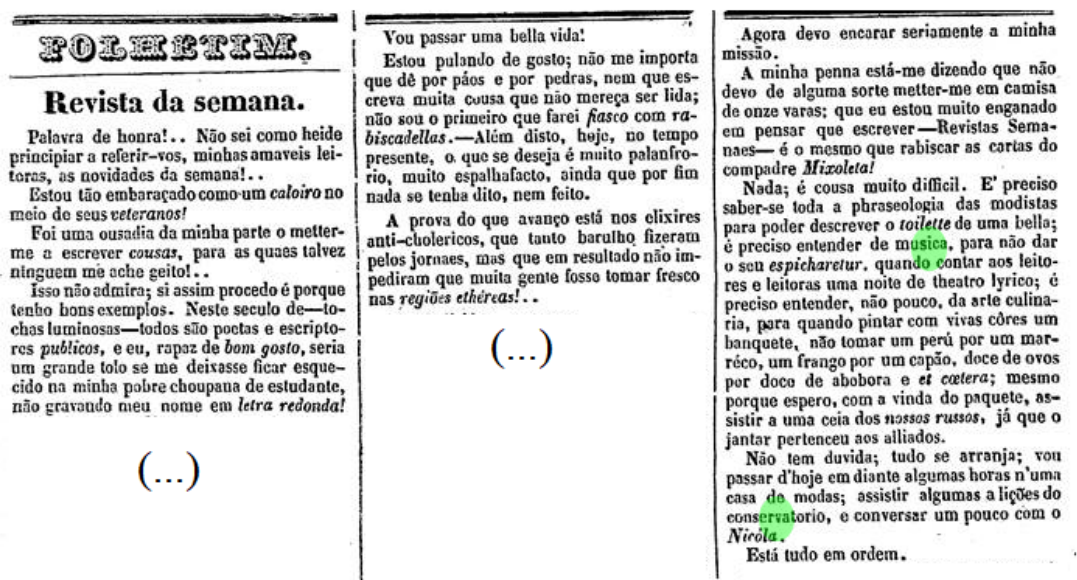 FOLHETIM.
Revista da semana.
Palavra de honra!.. Não sei como heide
principiar a referir-vos, minhas amaveis lei-
toras, as novidades da semana!..
Estou tão embaraçado como um caloiro no
meio de seus veteranos!
Foi uma ousadia da minha parte o metter-
me a escrever cousas, para as quaes talvez
ninguem me ache geito!..
Isso não admira; si assim procedo é porque
tenho bons exemplos. Neste seculo de—to-
chas luminosas—todos são poetas e escripto-
res publicos, e eu, rapaz de bom gosto, seria
um grande tolo se me deixasse ficar esque-
cido na minha pobre choupana de estudante,
não gravando meu nome em letra redonda!
(...)
Vou passar uma bella vida!
Estou pulando de gosto; não me importa
que dê por páos e por pedras, nem que es-
creva muita cousa que não mereça ser lida;
não sou o primeiro que farei fiasco com ra-
biscadellas.—Além disto, hoje, no tempo
presente, o que se deseja é muito palanfro-
rio, muito espalhafacto, ainda que por fim
nada se tenha dito, nem feito.
A prova do que avanço está nos elixires
anti-cholericos, que tanto barulho fizeram
pelos jornaes, mas que em resultado não im-
pediram que muita gente fosse tomar fresco
nas regiões ethéreas!..
(...)
Agora devo encarar seriamente a minha
missão.
A minha penna está-me dizendo que não
devo de alguma sorte metter-me em camisa
de onze varas; que eu estou muito enganado
em pensar que escrever—Revistas Sema-
naes— é o mesmo que rabiscar as cartas do
compadre Mixoleta!
Nada; é cousa muito difficil. E' preciso
saber-se toda a phraseologia das modistas
para poder descrever o toilette de uma bella;
é preciso entender de musica, para não dar
o seu espicharetur, quando contar aos leito-
res e leitoras uma noite de theatro lyrico; é
preciso entender, não pouco, da arte culina-
ria, para quando pintar com vivas côres um
banquete, não tomar um perú por um mar-
réco, um frango por um capão, doce de ovos
por doce de abobora e et cœtera; mesmo
porque espero, com a vinda do paquete, as-
sistir a uma ceia dos nossos russos, já que o
jantar pertenceu aos alliados.
Não tem duvida; tudo se arranja; vou
passar d'hoje em diante algumas horas n'uma
casa de modas; assistir algumas a lições do
conservatorio, e conversar um pouco com o
Nicóla.
Está tudo em ordem.